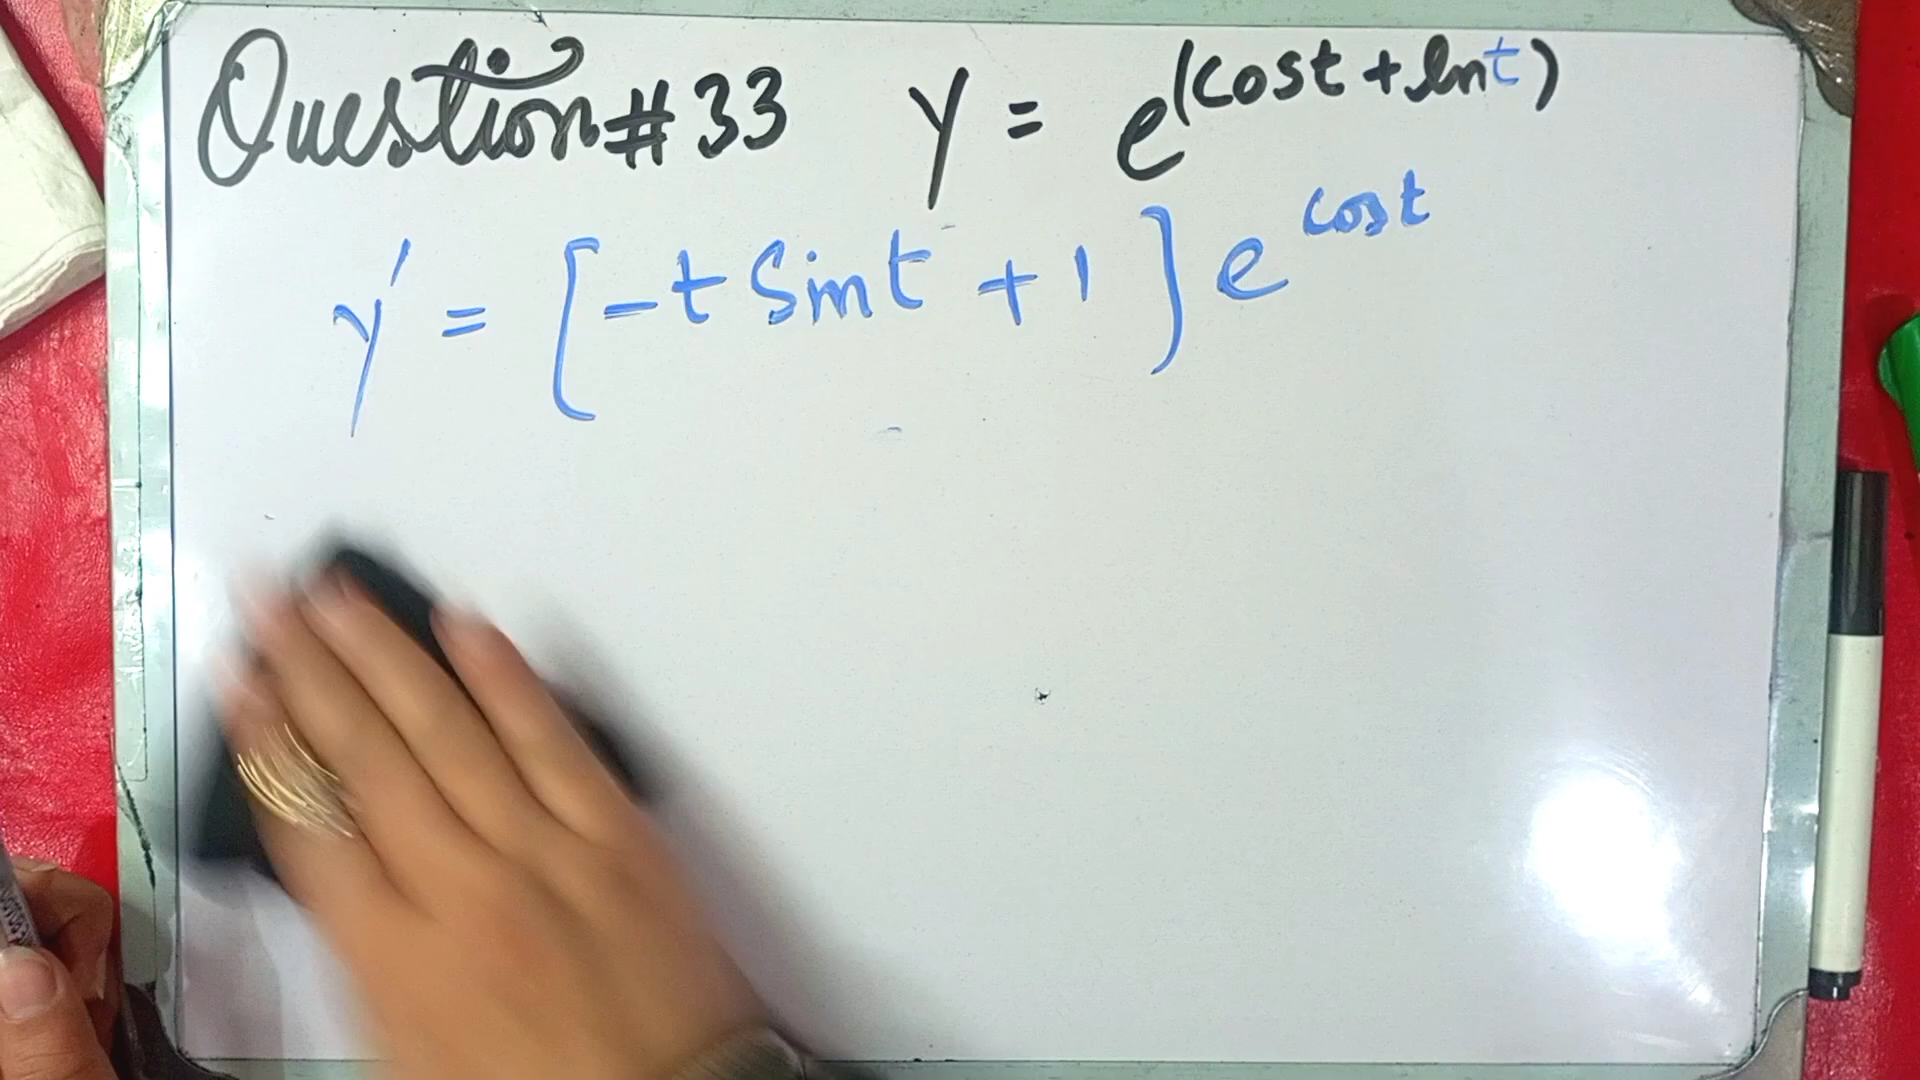 Question#33 y = e^(cost + lnt)
y' = [-t Sint + 1] e^cost